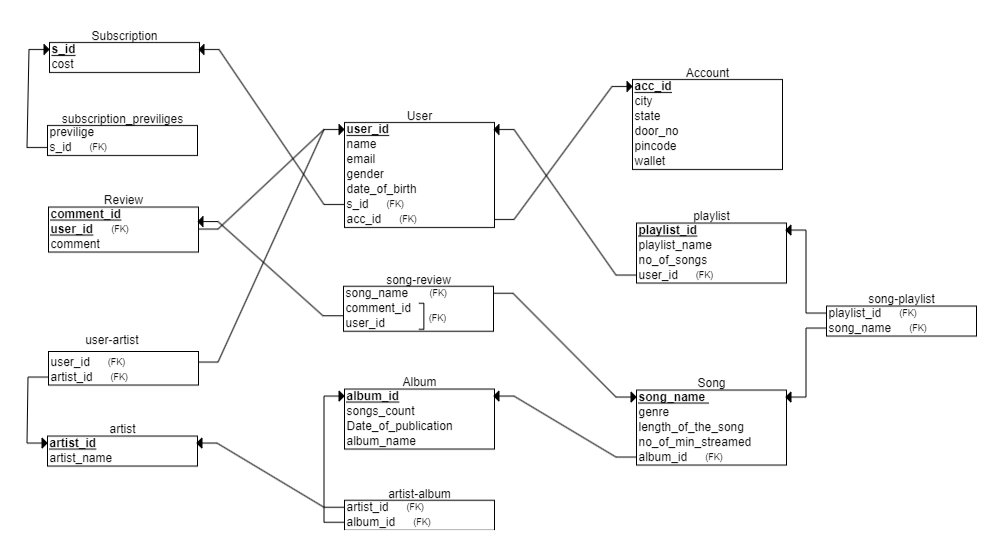 Subscription
s_id
cost
subscription_previliges
previlige
s_id (FK)
Review
comment_id
user_id (FK)
comment
user-artist
user_id (FK)
artist_id (FK)
artist
artist_id
artist_name
User
user_id
name
email
gender
date_of_birth
s_id (FK)
acc_id (FK)
song-review
song_name (FK)
comment_id
user_id
(FK)
Album
album_id
songs_count
Date_of_publication
album_name
artist-album
artist_id (FK)
album_id (FK)
Account
acc_id
city
state
door_no
pincode
wallet
playlist
playlist_id
playlist_name
no_of_songs
user_id (FK)
Song
song_name
genre
length_of_the_song
no_of_min_streamed
album_id (FK)
song-playlist
playlist_id (FK)
song_name (FK)